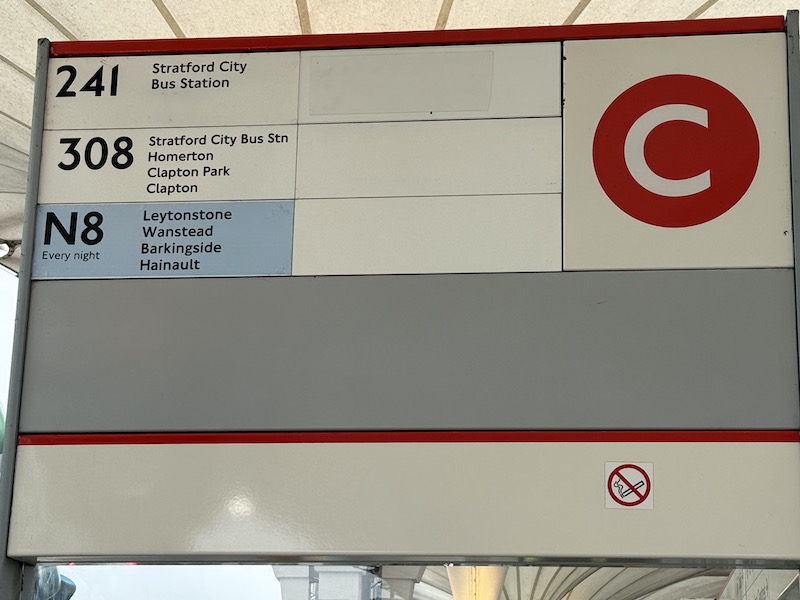 241
Stratford City
Bus Station
308
Stratford City Bus Stn
Homerton
Clapton Park
Clapton
N8
Every night
Leytonstone
Wanstead
Barkingside
Hainault
C